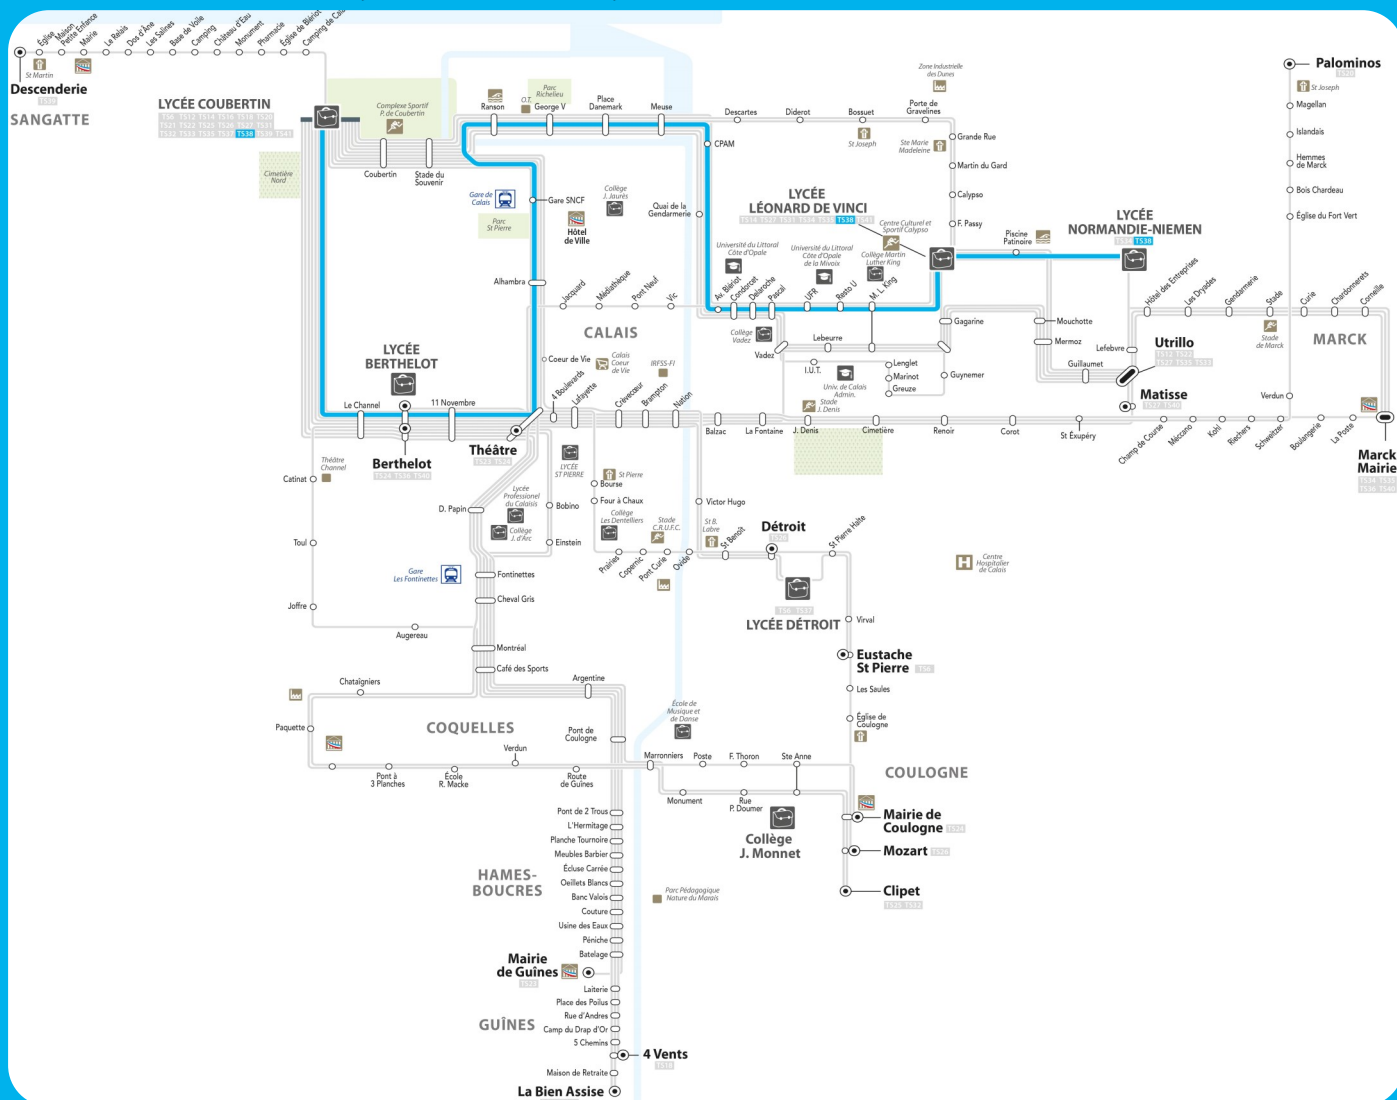 Église
Maison
Petite Enfance
Mairie
Le Relais
Dos d'Âne
Les Salines
Base de Voile
Camping
Château d'Eau
Monument
Pharmacie
Église de Blériot
St Martin
Descenderie
TS39
SANGATTE
LYCÉE COUBERTIN
TS38
Complexe Sportif
P. de Coubertin
Cimetière
Nord
Coubertin
Stade du
Souvenir
Ranson
O.T.
Parc
Richelieu
George V
Place
Danemark
Meuse
CPAM
Descartes
Diderot
Bossuet
St Joseph
Zone Industrielle
des Dunes
Porte de
Gravelines
Ste Marie
Madeleine
Grande Rue
Martin du Gard
Calypso
F. Passy
Palominos
TS20
St Joseph
Magellan
Islandais
Hemmes
de Marck
Bois Chardeau
Église du Fort Vert
Gare de
Calais
Gare SNCF
Parc
St Pierre
Hôtel
de Ville
Collège
J. Jaurès
Quai de la
Gendarmerie
LYCÉE
LÉONARD DE VINCI
TS38
Centre Culturel et
Sportif Calypso
LYCÉE
NORMANDIE-NIEMEN
TS38
Piscine
Patinoire
Université du Littoral
Côte d'Opale
Université du Littoral
Côte d'Opale
de la Mivoix
Collège Martin
Luther King
Alhambra
Jacquard
Médiathèque
Pont Neuf
Vic
Av. Blériot
Condorcet
Delaroche
Pascal
UFR
Resto U
M. L. King
Hôtel des Entreprises
Les Dryades
Gendarmerie
Stade
Curie
Chardonnerets
Corneille
CALAIS
Collège
Vadez
Vadez
Lebeurre
Gagarine
Mouchotte
Mermoz
Guillaumet
Lefebvre
Utrillo
Stade
de Marck
MARCK
LYCÉE
BERTHELOT
Coeur de Vie
Calais
Coeur
de Vie
IRFSS-FI
I.U.T.
Univ. de Calais
Admin.
Lenglet
Marinot
Greuze
Guynemer
Matisse
Verdun
Le Channel
11 Novembre
4 Boulevards
Lafayette
Crèvecœur
Brampton
Nation
Balzac
La Fontaine
Stade
J. Denis
J. Denis
Cimetière
Renoir
Corot
St Exupéry
Champ de Course
Méccano
Kohl
Riechers
Schweitzer
Boulangerie
La Poste
Marck
Mairie
Théâtre
Channel
Catinat
Berthelot
Théâtre
LYCÉE
ST PIERRE
St Pierre
Bourse
Four à Chaux
Collège
Les Dentelliers
Stade
C.R.U.F.C.
Victor Hugo
St B.
Labre
St Benoît
Détroit
St Pierre Halte
D. Papin
Lycée
Professionel
du Calaisis
Collège
J. d'Arc
Bobino
Einstein
Toul
Prairies
Copernic
Pont Curie
Ovide
Centre
Hospitalier
de Calais
Gare
Les Fontinettes
Fontinettes
Cheval Gris
Joffre
Augereau
LYCÉE DÉTROIT
Virval
Montréal
Café des Sports
Eustache
St Pierre
TS6
Chataîgniers
Argentine
Les Saules
Église de
Coulogne
Paquette
COQUELLES
Pont de
Coulogne
École de
Musique et
de Danse
Verdun
Marronniers
Poste
F. Thoron
Ste Anne
COULOGNE
Pont à
3 Planches
École
R. Macke
Route
de Guînes
Monument
Rue
P. Doumer
Collège
J. Monnet
Mairie de
Coulogne
Mozart
Clipet
Pont de 2 Trous
L'Hermitage
Planche Tournoire
Meubles Barbier
Écluse Carrée
Oeillets Blancs
Banc Valois
Couture
Usine des Eaux
Péniche
Batelage
HAMES-
BOUCRES
Parc Pédagogique
Nature du Marais
Mairie
de Guînes
Laiterie
Place des Poilus
Rue d'Andres
Camp du Drap d'Or
5 Chemins
GUÎNES
4 Vents
TS18
Maison de Retraite
La Bien Assise